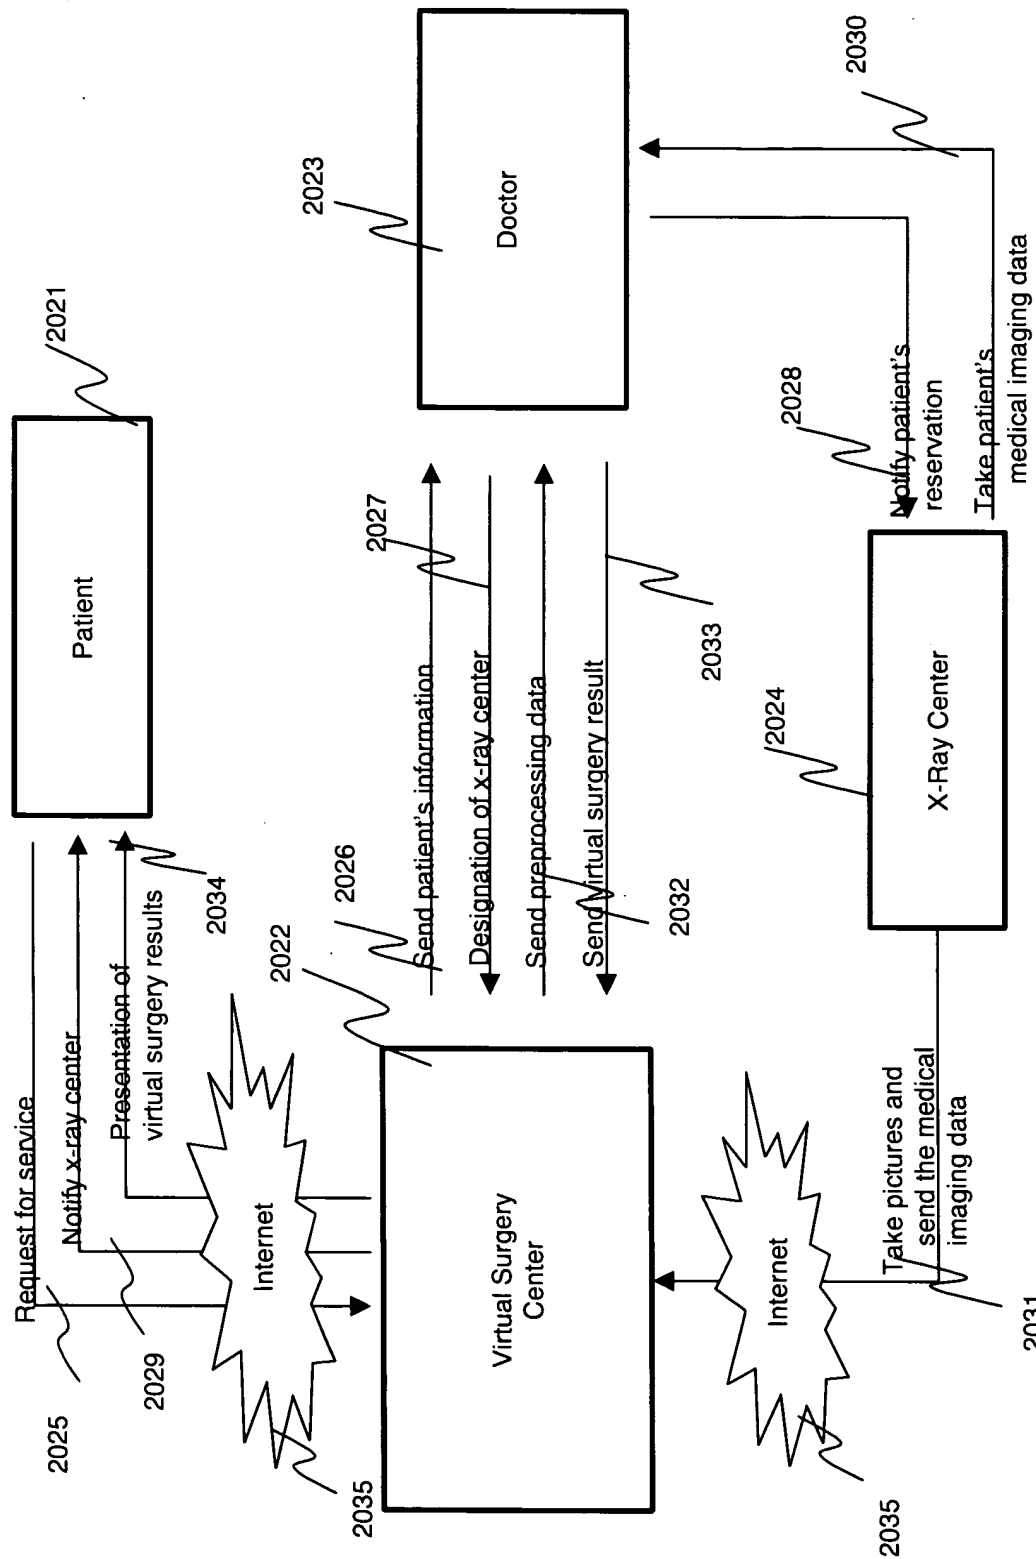 Request for service
Notify x-ray center
Presentation of
virtual surgery results
Patient
2021
2025
2029
2034
Internet
2035
2022
2026
Send patient's information
2027
Designation of x-ray center
Send preprocessing data
Send virtual surgery result
2032
2033
2023
Doctor
Virtual Surgery
Center
Internet
2035
Take pictures and
send the medical
imaging data
2031
2024
X-Ray Center
2028
Notify patient's
reservation
Take patient's
medical imaging data
2030